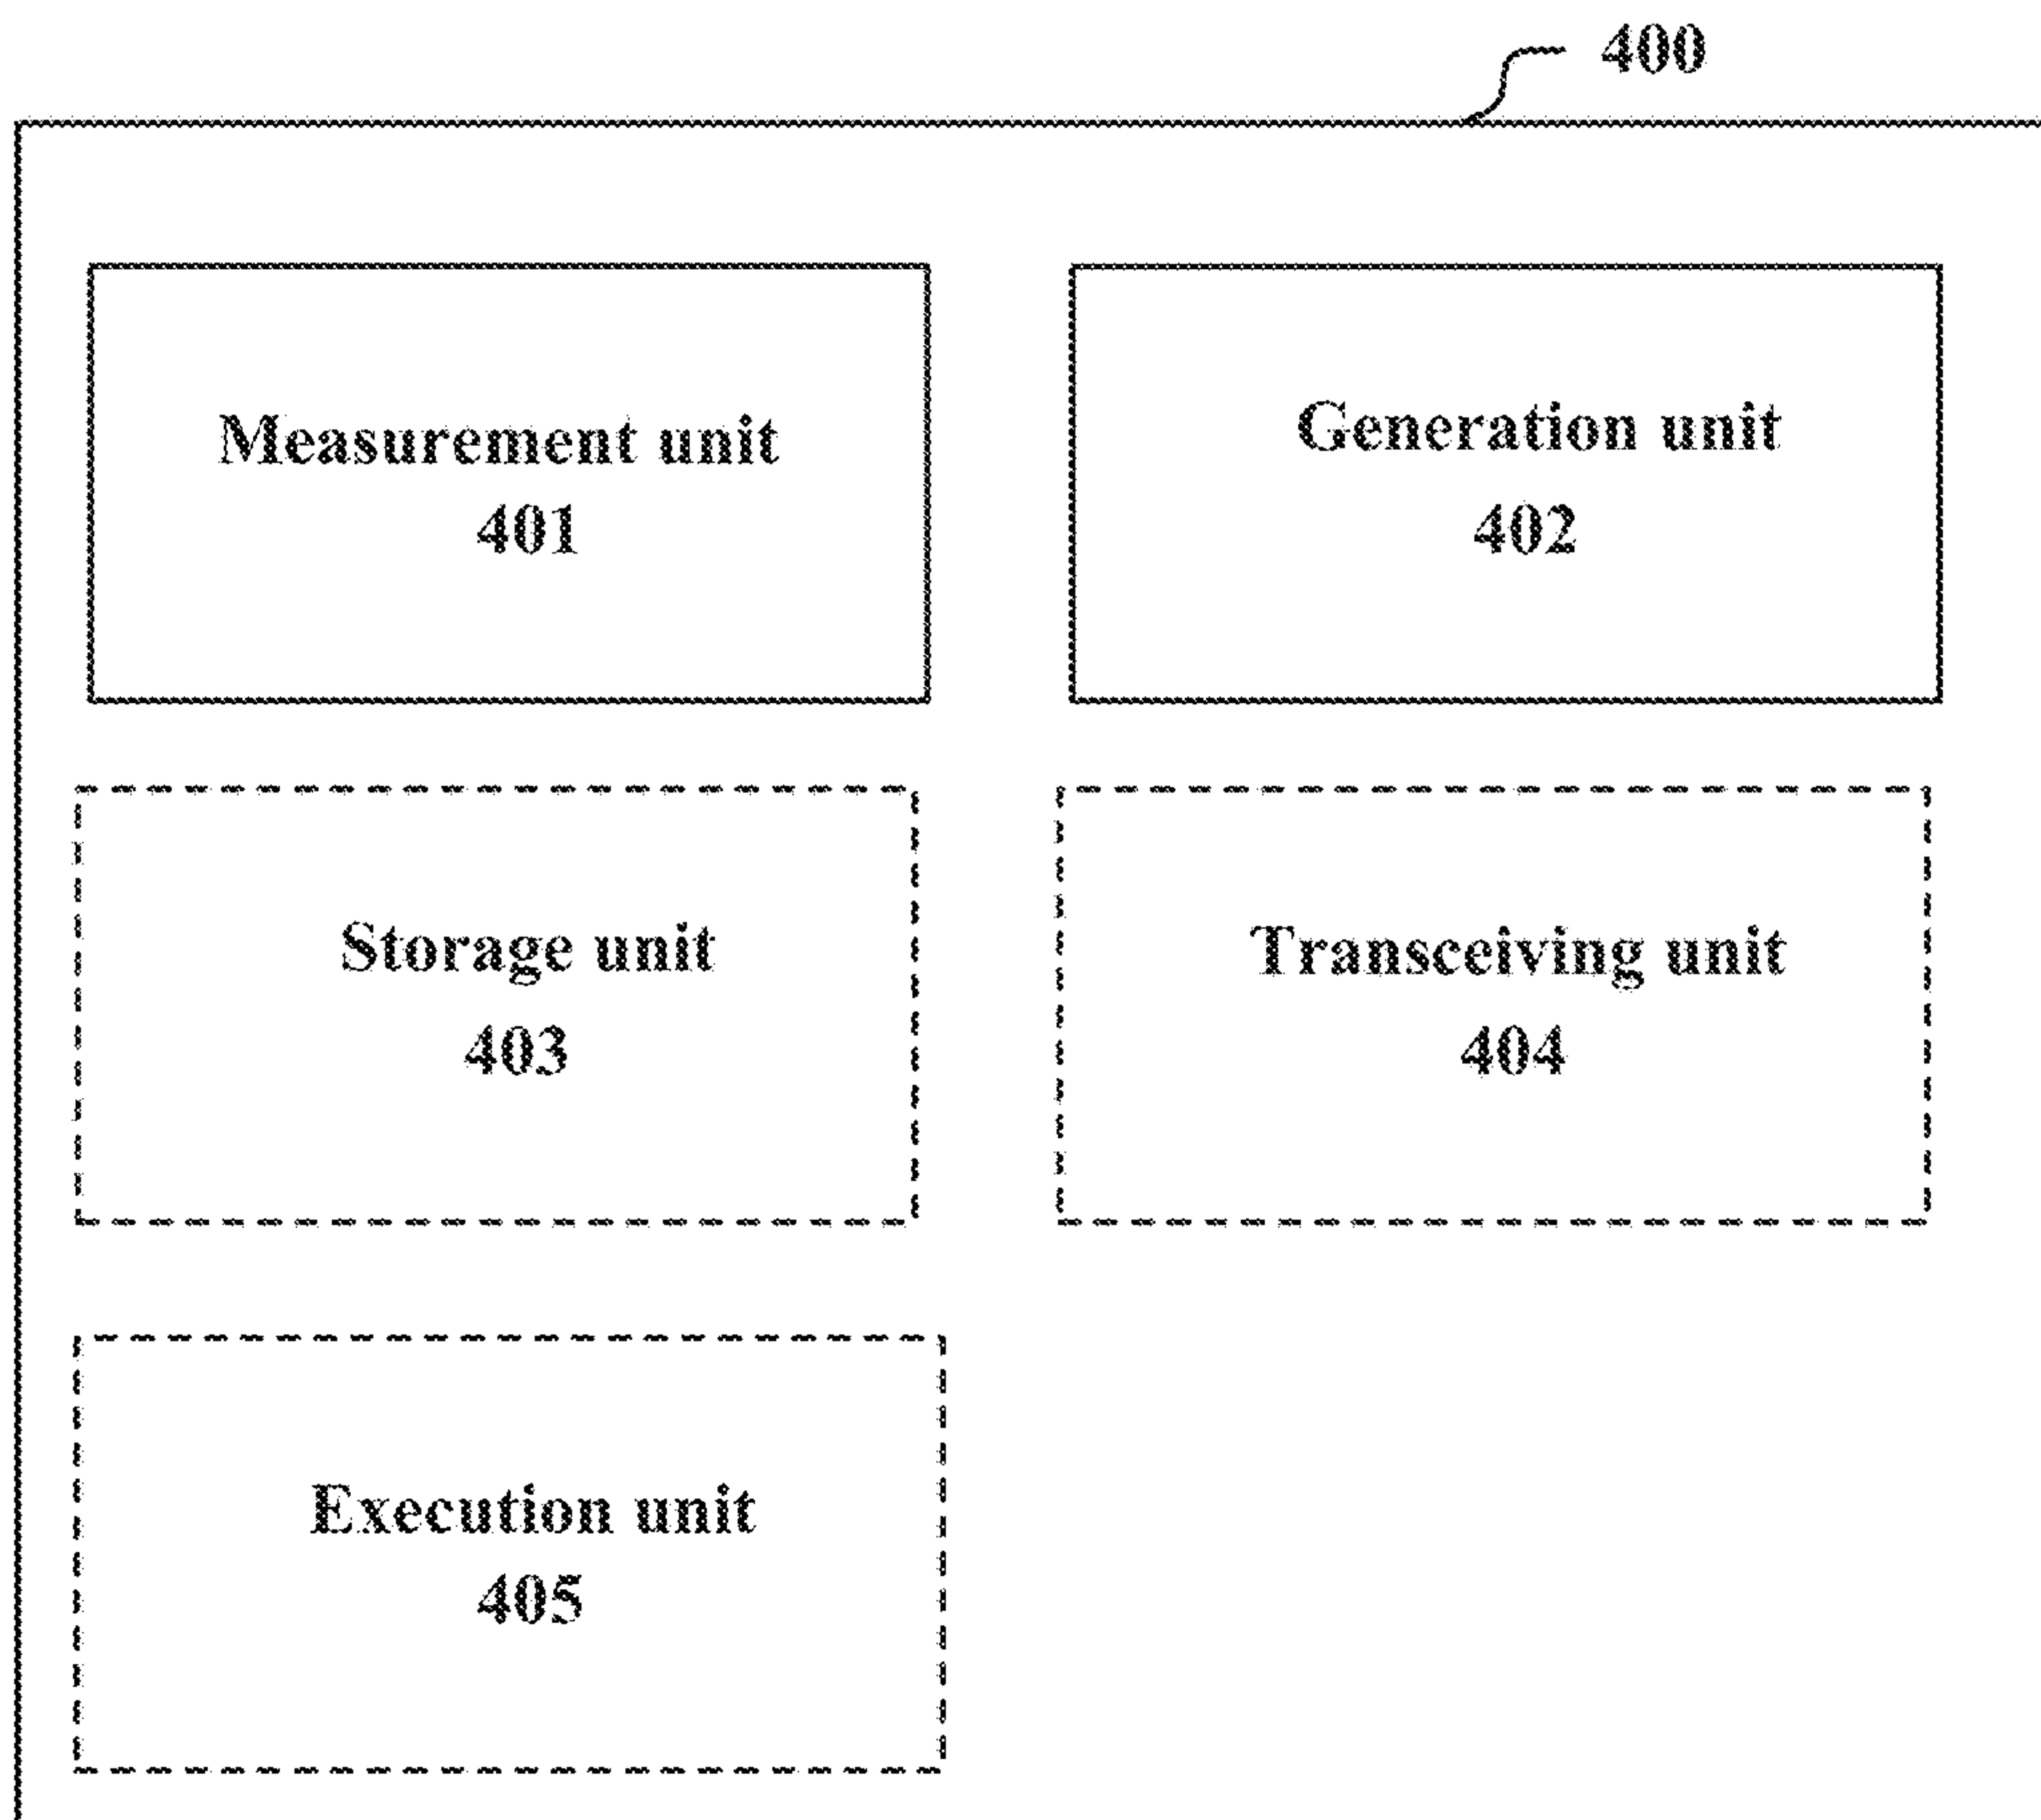 400
Measurement unit
401
Generation unit
402
Storage unit
403
Transceiving unit
404
Execution unit
405